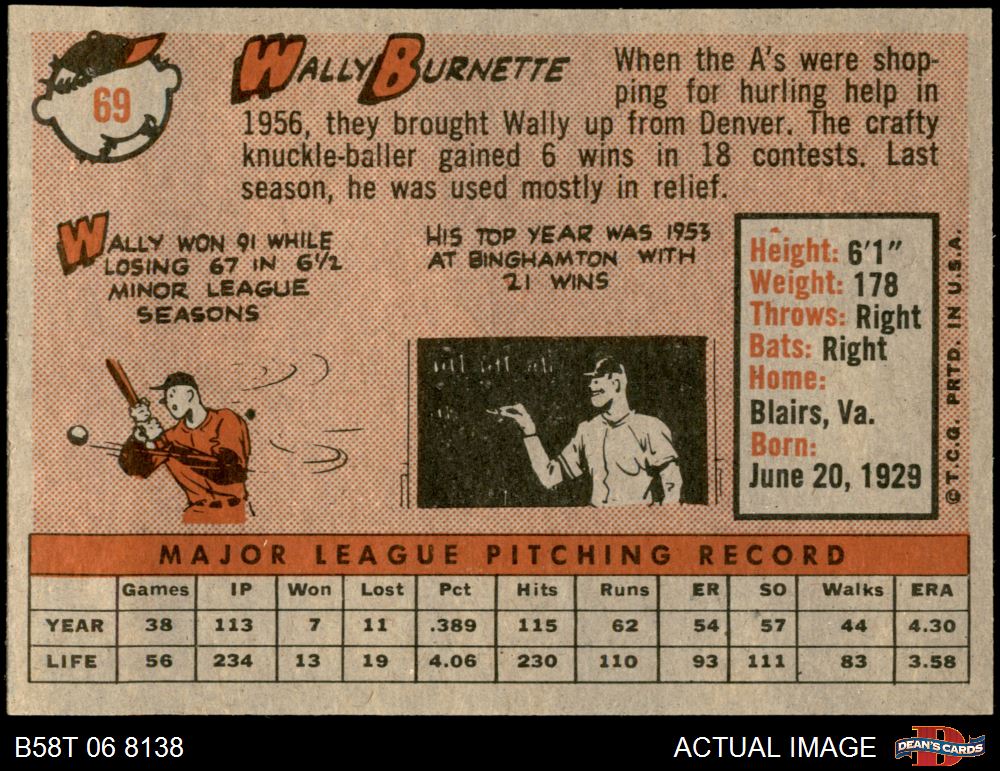 69
WALLY BURNETTE
When the A's were shop-
ping for hurling help in
1956, they brought Wally up from Denver. The crafty
knuckle-baller gained 6 wins in 18 contests. Last
season, he was used mostly in relief.
WALLY WON 91 WHILE
LOSING 67 IN 6½
MINOR LEAGUE
SEASONS
HIS TOP YEAR WAS 1953
AT BINGHAMTON WITH
21 WINS
Height: 6'1"
Weight: 178
Throws: Right
Bats: Right
Home:
Blairs, Va.
Born:
June 20, 1929
© T.C.G. PRTD. IN U.S.A.
MAJOR LEAGUE PITCHING RECORD
Games IP Won Lost Pct Hits Runs ER SO Walks ERA
YEAR 38 113 7 11 .389 115 62 54 57 44 4.30
LIFE 56 234 13 19 4.06 230 110 93 111 83 3.58
B58T 06 8138
ACTUAL IMAGE
D
DEAN'S CARDS